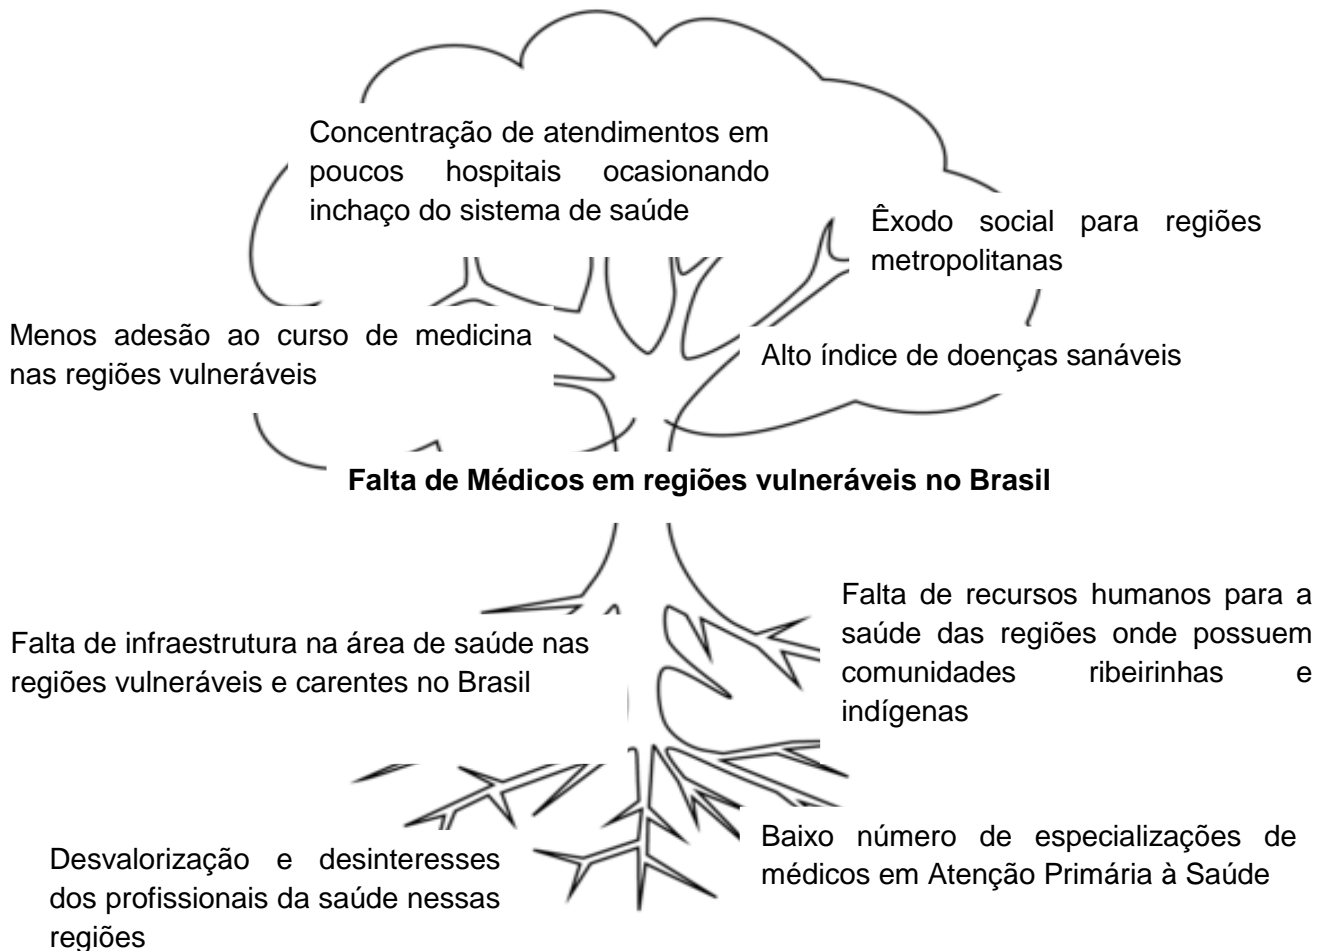 Concentração de atendimentos em
poucos hospitais ocasionando
inchaço do sistema de saúde
Êxodo social para regiões
metropolitanas
Menos adesão ao curso de medicina
nas regiões vulneráveis
Alto índice de doenças sanáveis
Falta de Médicos em regiões vulneráveis no Brasil
Falta de infraestrutura na área de saúde nas
regiões vulneráveis e carentes no Brasil
Falta de recursos humanos para a
saúde das regiões onde possuem
comunidades ribeirinhas e
indígenas
Desvalorização e desinteresses
dos profissionais da saúde nessas
regiões
Baixo número de especializações de
médicos em Atenção Primária à Saúde